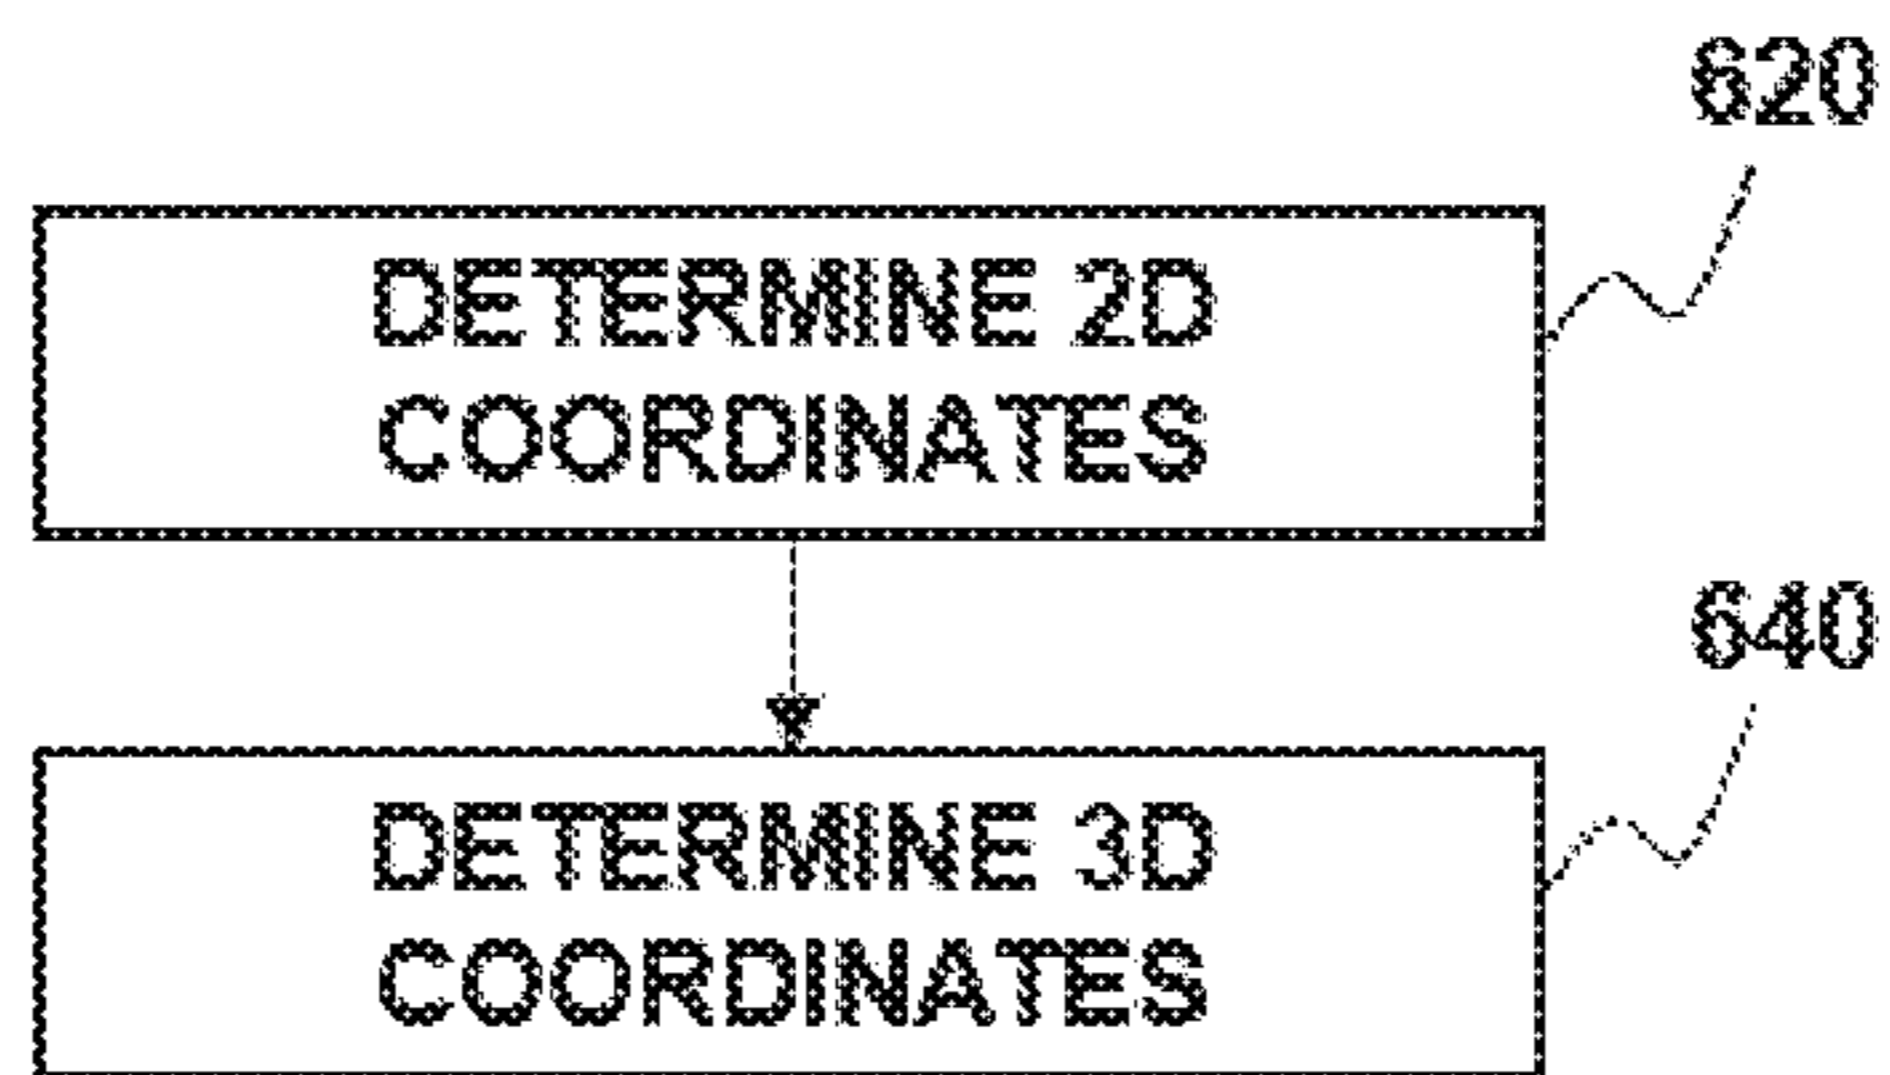 620
DETERMINE 2D
COORDINATES
640
DETERMINE 3D
COORDINATES